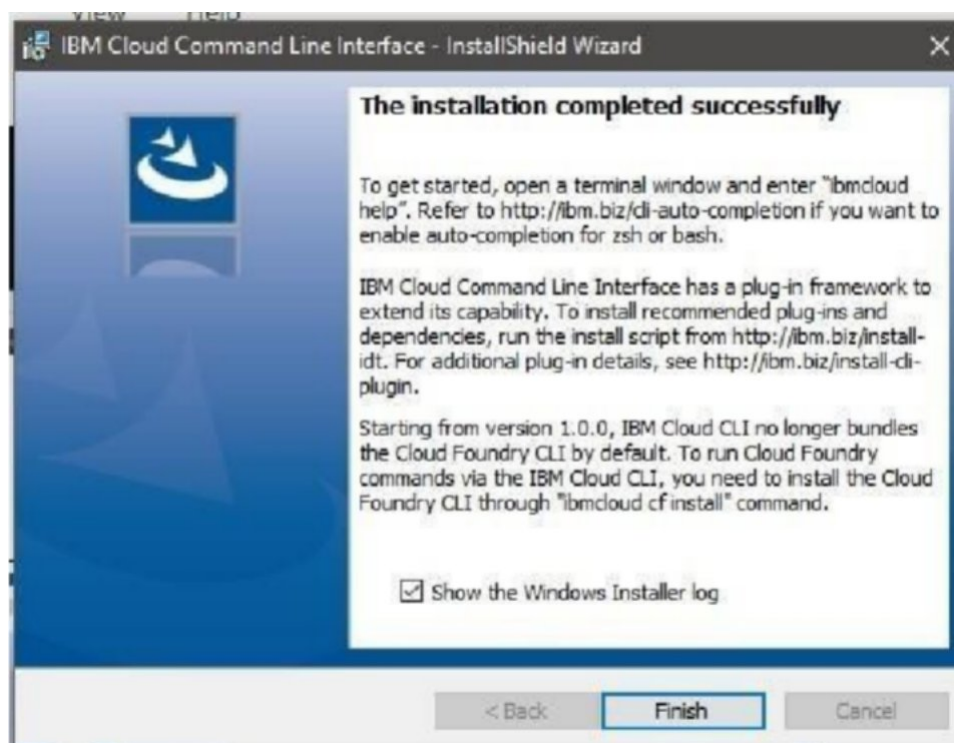 View Help
IBM Cloud Command Line Interface - InstallShield Wizard
The installation completed successfully
To get started, open a terminal window and enter "ibmcloud
help". Refer to http://ibm.biz/cli-auto-completion if you want to
enable auto-completion for zsh or bash.
IBM Cloud Command Line Interface has a plug-in framework to
extend its capability. To install recommended plug-ins and
dependencies, run the install script from http://ibm.biz/install-
idt. For additional plug-in details, see http://ibm.biz/install-cli-
plugin.
Starting from version 1.0.0, IBM Cloud CLI no longer bundles
the Cloud Foundry CLI by default. To run Cloud Foundry
commands via the IBM Cloud CLI, you need to install the Cloud
Foundry CLI through "ibmcloud cf install" command.
Show the Windows Installer log
< Back Finish Cancel